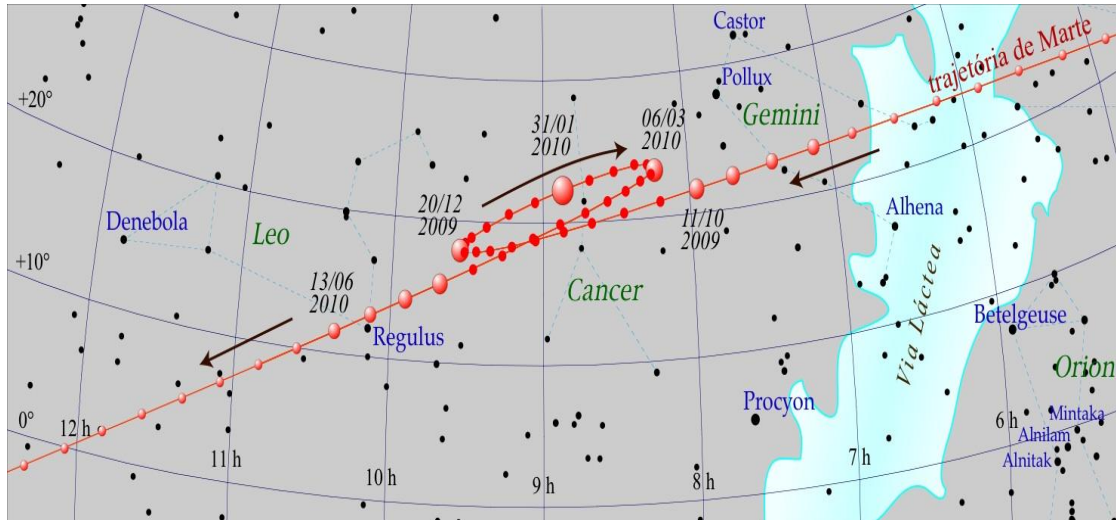 Castor
trajetória de Marte
Pollux
+20°
Gemini
31/01
2010
06/03
2010
20/12
2009
11/10
2009
Denebola
Leo
Alhena
+10°
13/06
2010
Cancer
Regulus
Via Láctea
Betelgeuse
Orion
Procyon
Mintaka
Alnilam
Alnitak
0°
12 h
11 h
10 h
9 h
8 h
7 h
6 h